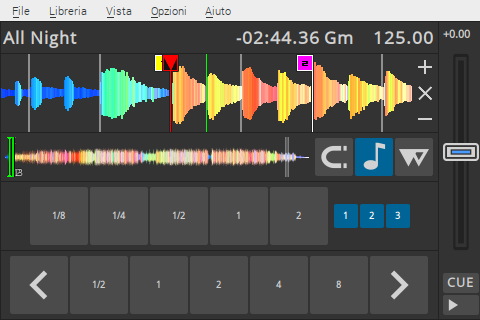 File Libreria Vista Opzioni Aiuto
All Night -02:44.36 Gm 125.00 +0.00
2
1/8 1/4 1/2 1 2 1 2 3
1/2 1 2 4 8
CUE